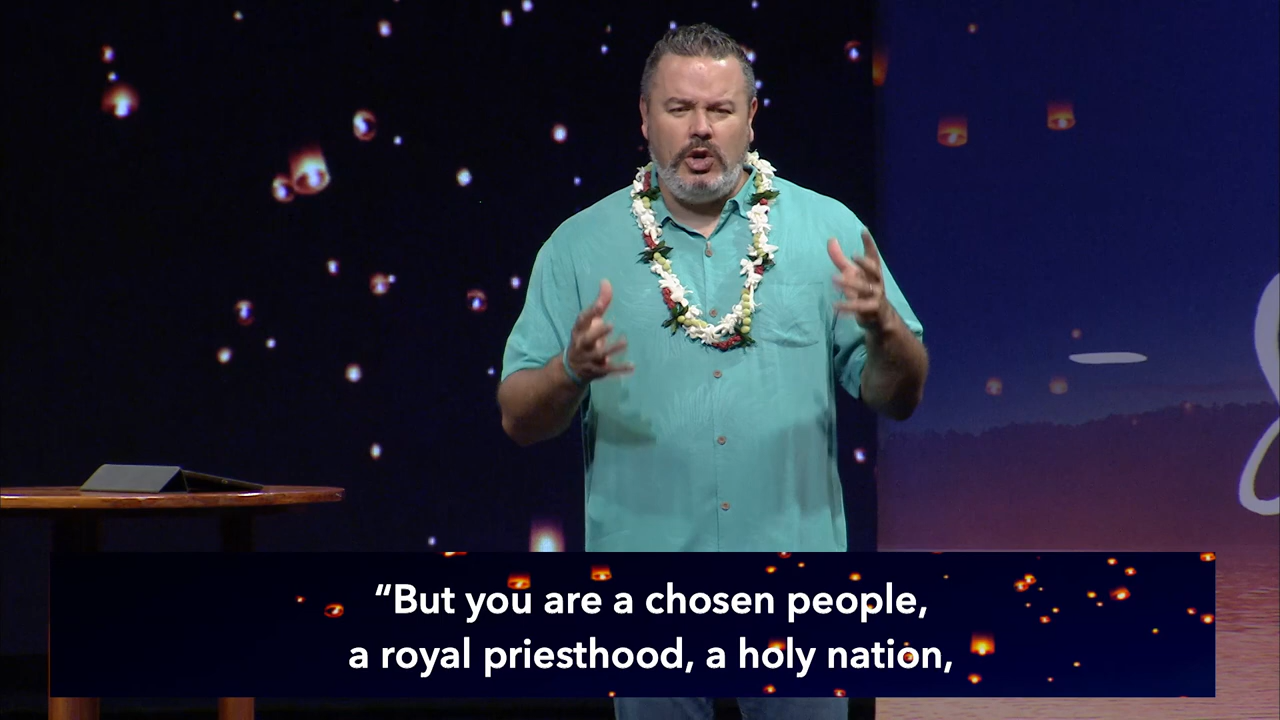 “But you are a chosen people,
a royal priesthood, a holy nation,